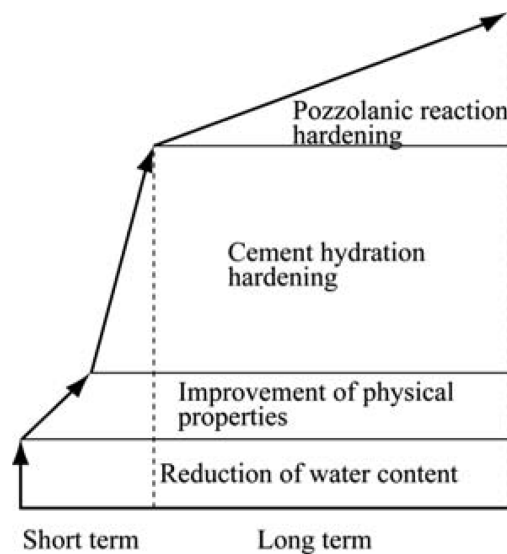 Pozzolanic reaction
hardening
Cement hydration
hardening
Improvement of physical
properties
Reduction of water content
Short term
Long term